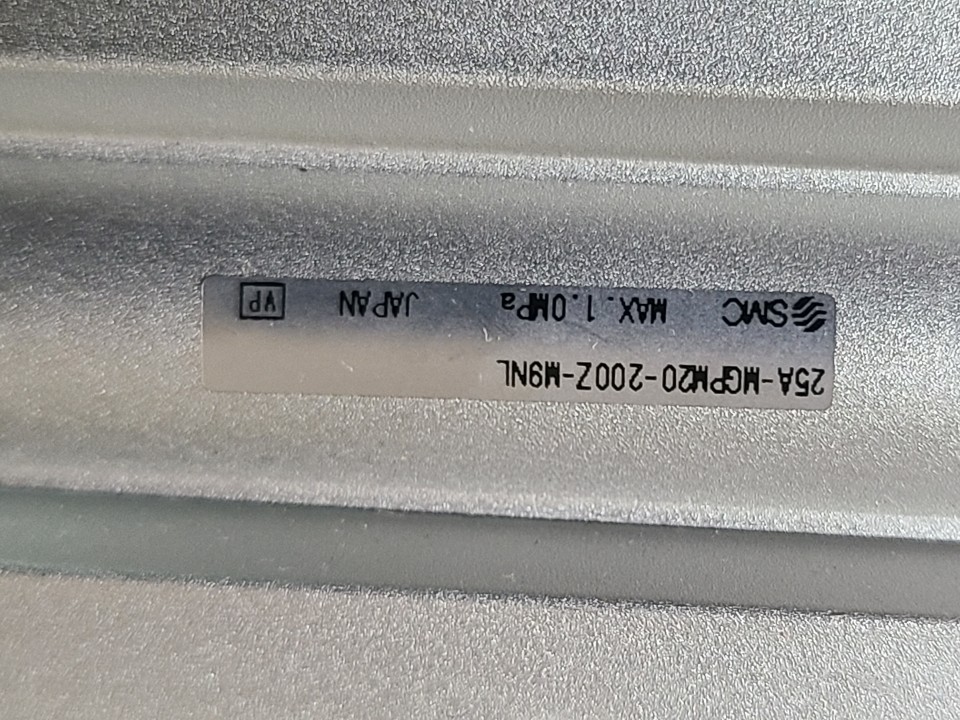 25A-MGPM20-200Z-M9NL
SMC MAX. 1.0MPa JAPAN VP